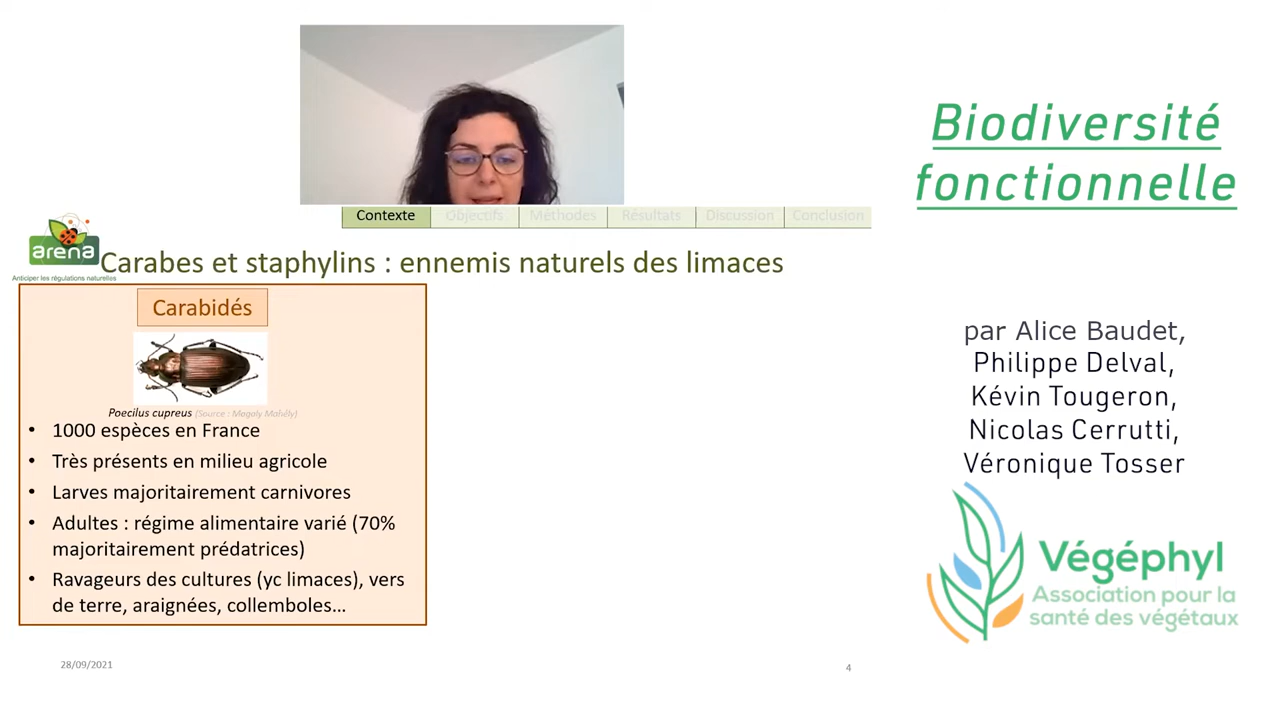 Biodiversité
fonctionnelle
Contexte Objectifs Méthodes Résultats Discussion Conclusion
arena
Anticiper les régulations naturelles
Carabes et staphylins : ennemis naturels des limaces
Carabidés
Poecilus cupreus (Source : Magaly Mahély)
• 1000 espèces en France
• Très présents en milieu agricole
• Larves majoritairement carnivores
• Adultes : régime alimentaire varié (70%
majoritairement prédatrices)
• Ravageurs des cultures (yc limaces), vers
de terre, araignées, collemboles...
par Alice Baudet,
Philippe Delval,
Kévin Tougeron,
Nicolas Cerrutti,
Véronique Tosser
Végéphyl
Association pour la
santé des végétaux
28/09/2021
4